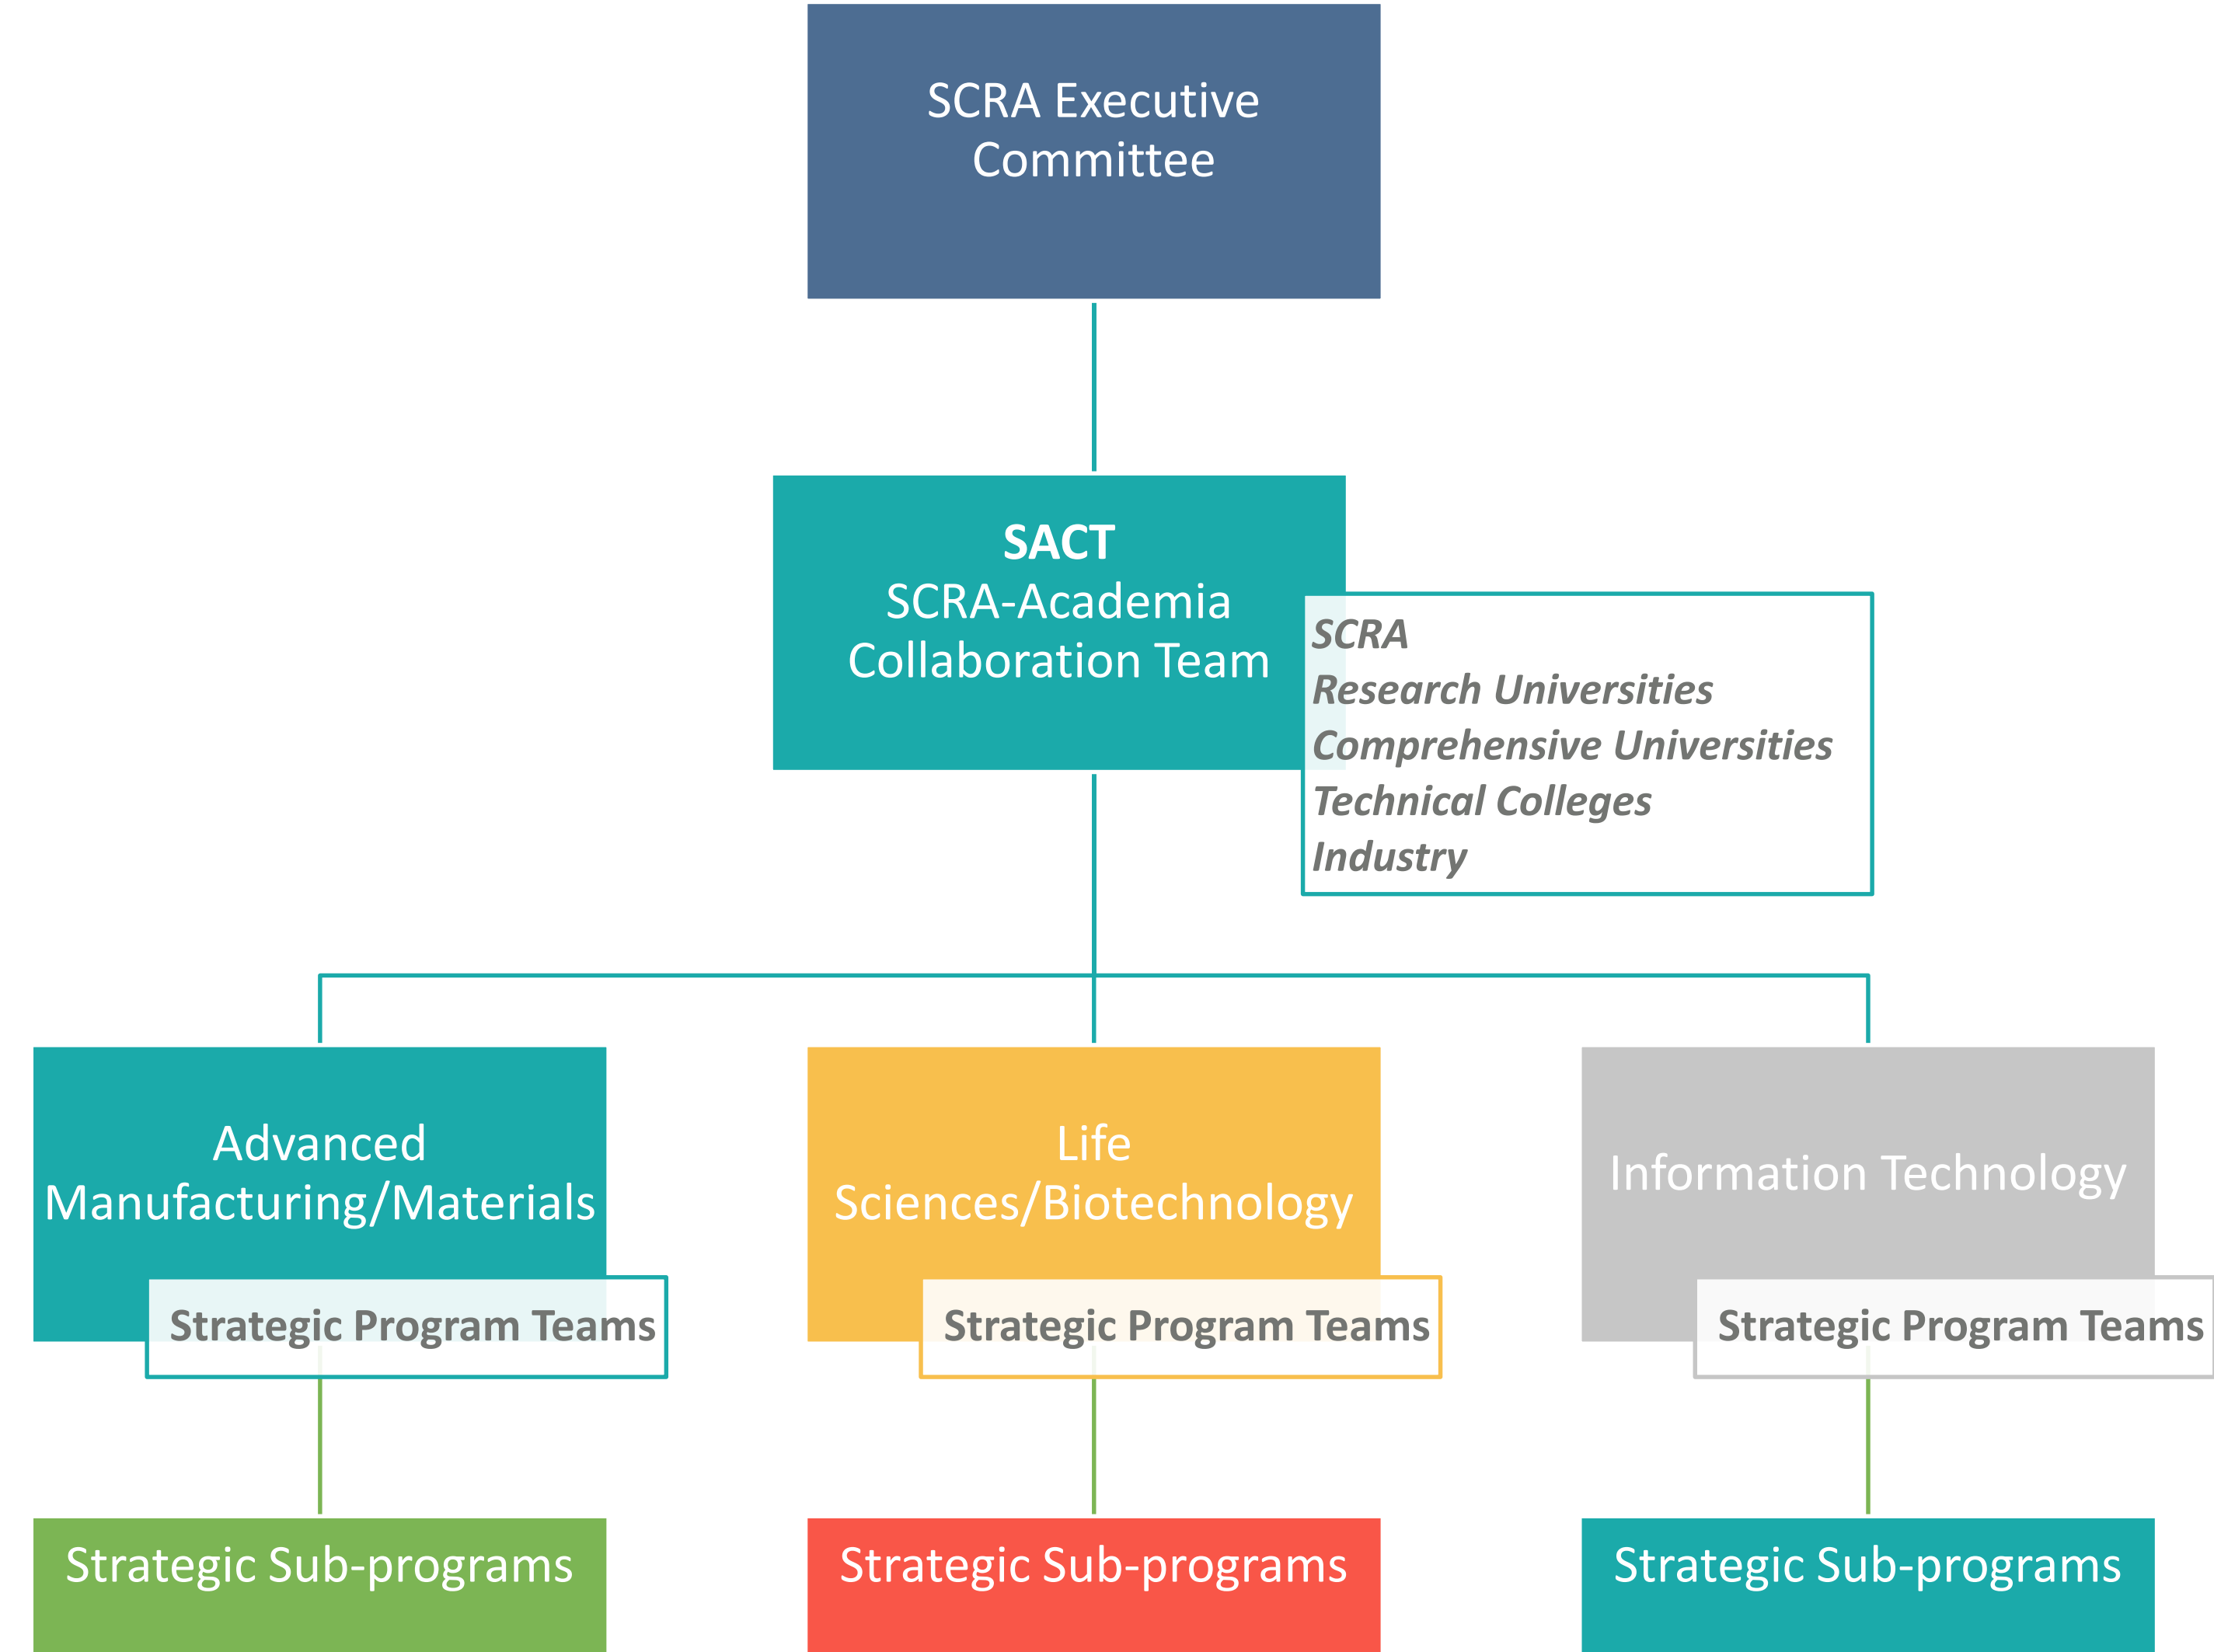 SCRA Executive
Committee
SACT
SCRA-Academia
Collaboration Team
SCRA
Research Universities
Comprehensive Universities
Technical Colleges
Industry
Advanced
Manufacturing/Materials
Strategic Program Teams
Life
Sciences/Biotechnology
Strategic Program Teams
Information Technology
Strategic Program Teams
Strategic Sub-programs
Strategic Sub-programs
Strategic Sub-programs